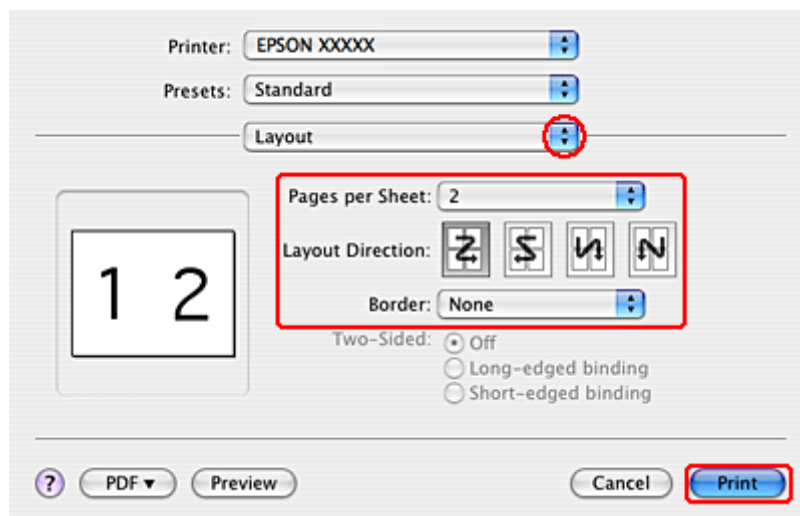 Printer: EPSON XXXXX
Presets: Standard
Layout
Pages per Sheet: 2
Layout Direction:
Border: None
Two-Sided: Off
Long-edged binding
Short-edged binding
1 2
? PDF ▼ Preview Cancel Print